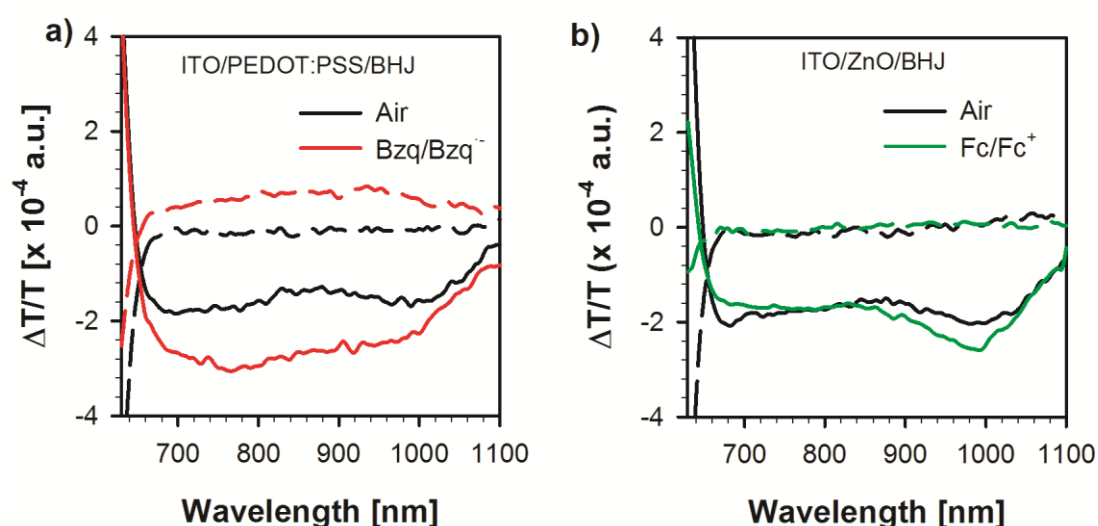 a)
ITO/PEDOT:PSS/BHJ
Air
Bzq/Bzq˙⁻
ΔT/T [x 10⁻⁴ a.u.]
4
2
0
-2
-4
700 800 900 1000 1100
Wavelength [nm]
b)
ITO/ZnO/BHJ
Air
Fc/Fc⁺
ΔT/T (x 10⁻⁴ a.u.)
4
2
0
-2
-4
700 800 900 1000 1100
Wavelength [nm]